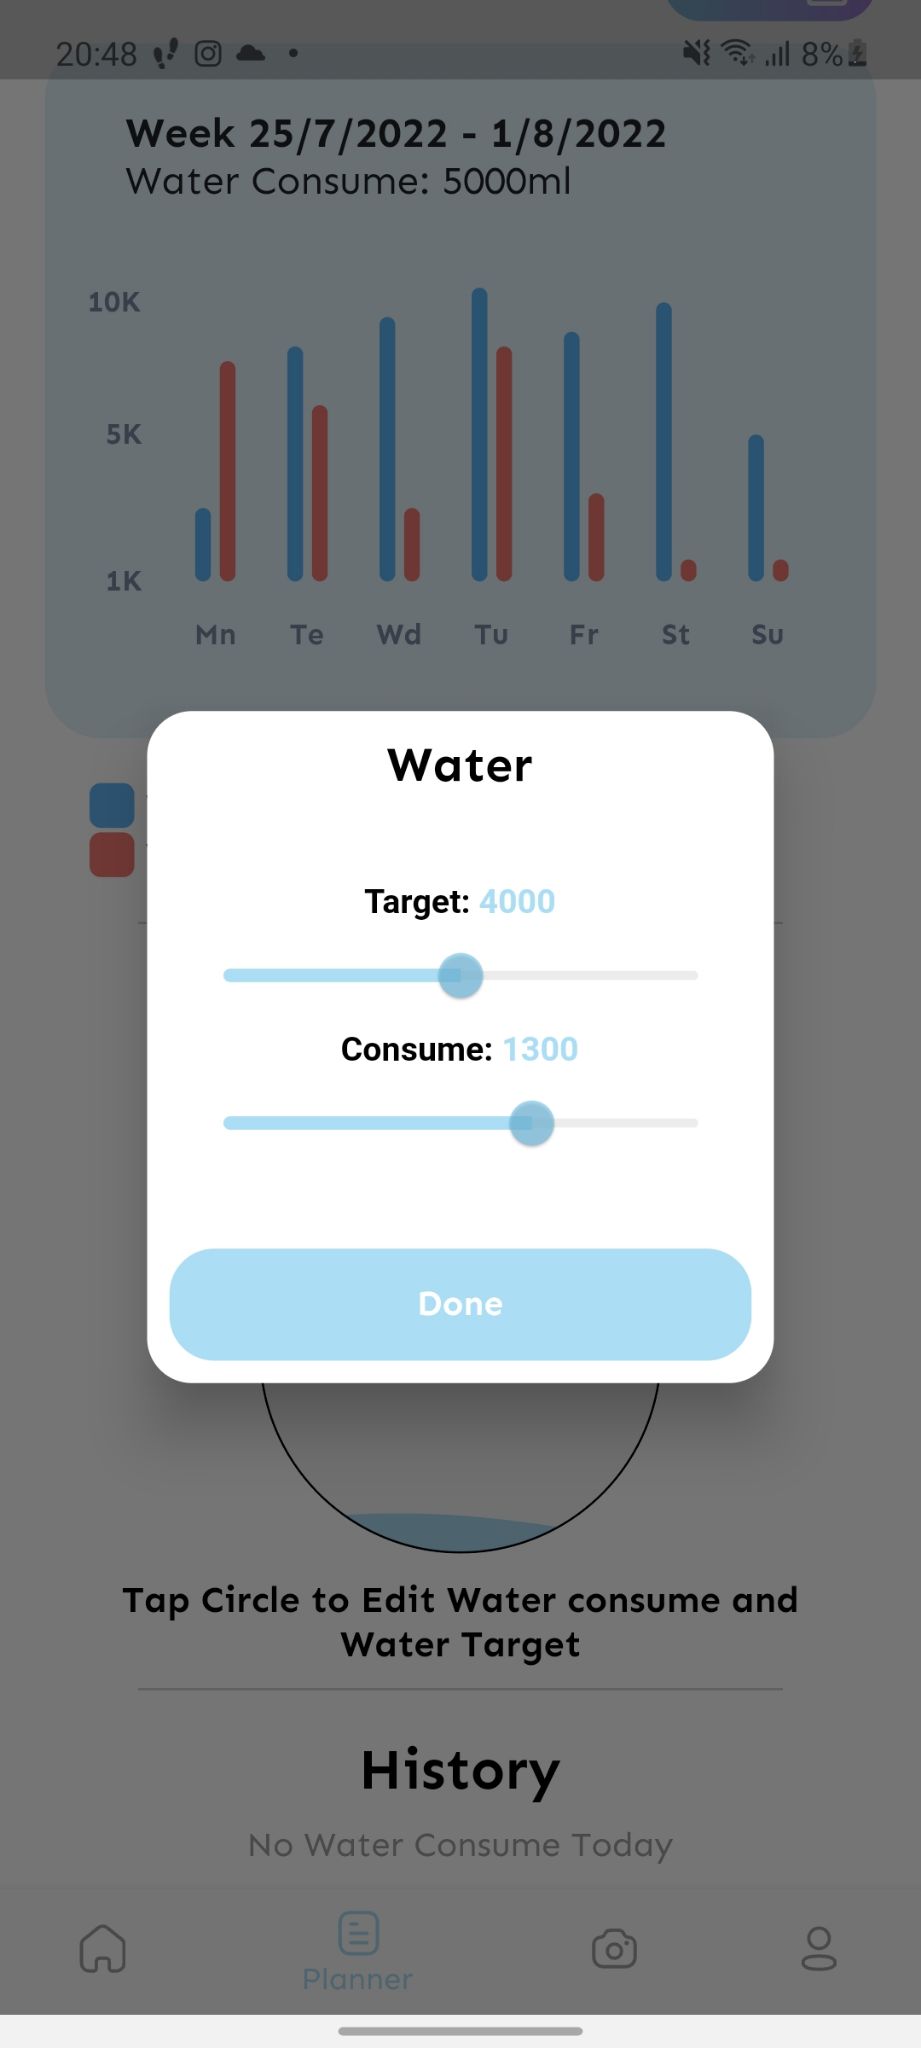 20:48
8%
Week 25/7/2022 - 1/8/2022
Water Consume: 5000ml
10K
5K
1K
Mn Te Wd Tu Fr St Su
Water
Target: 4000
Consume: 1300
Done
Tap Circle to Edit Water consume and
Water Target
History
No Water Consume Today
Planner